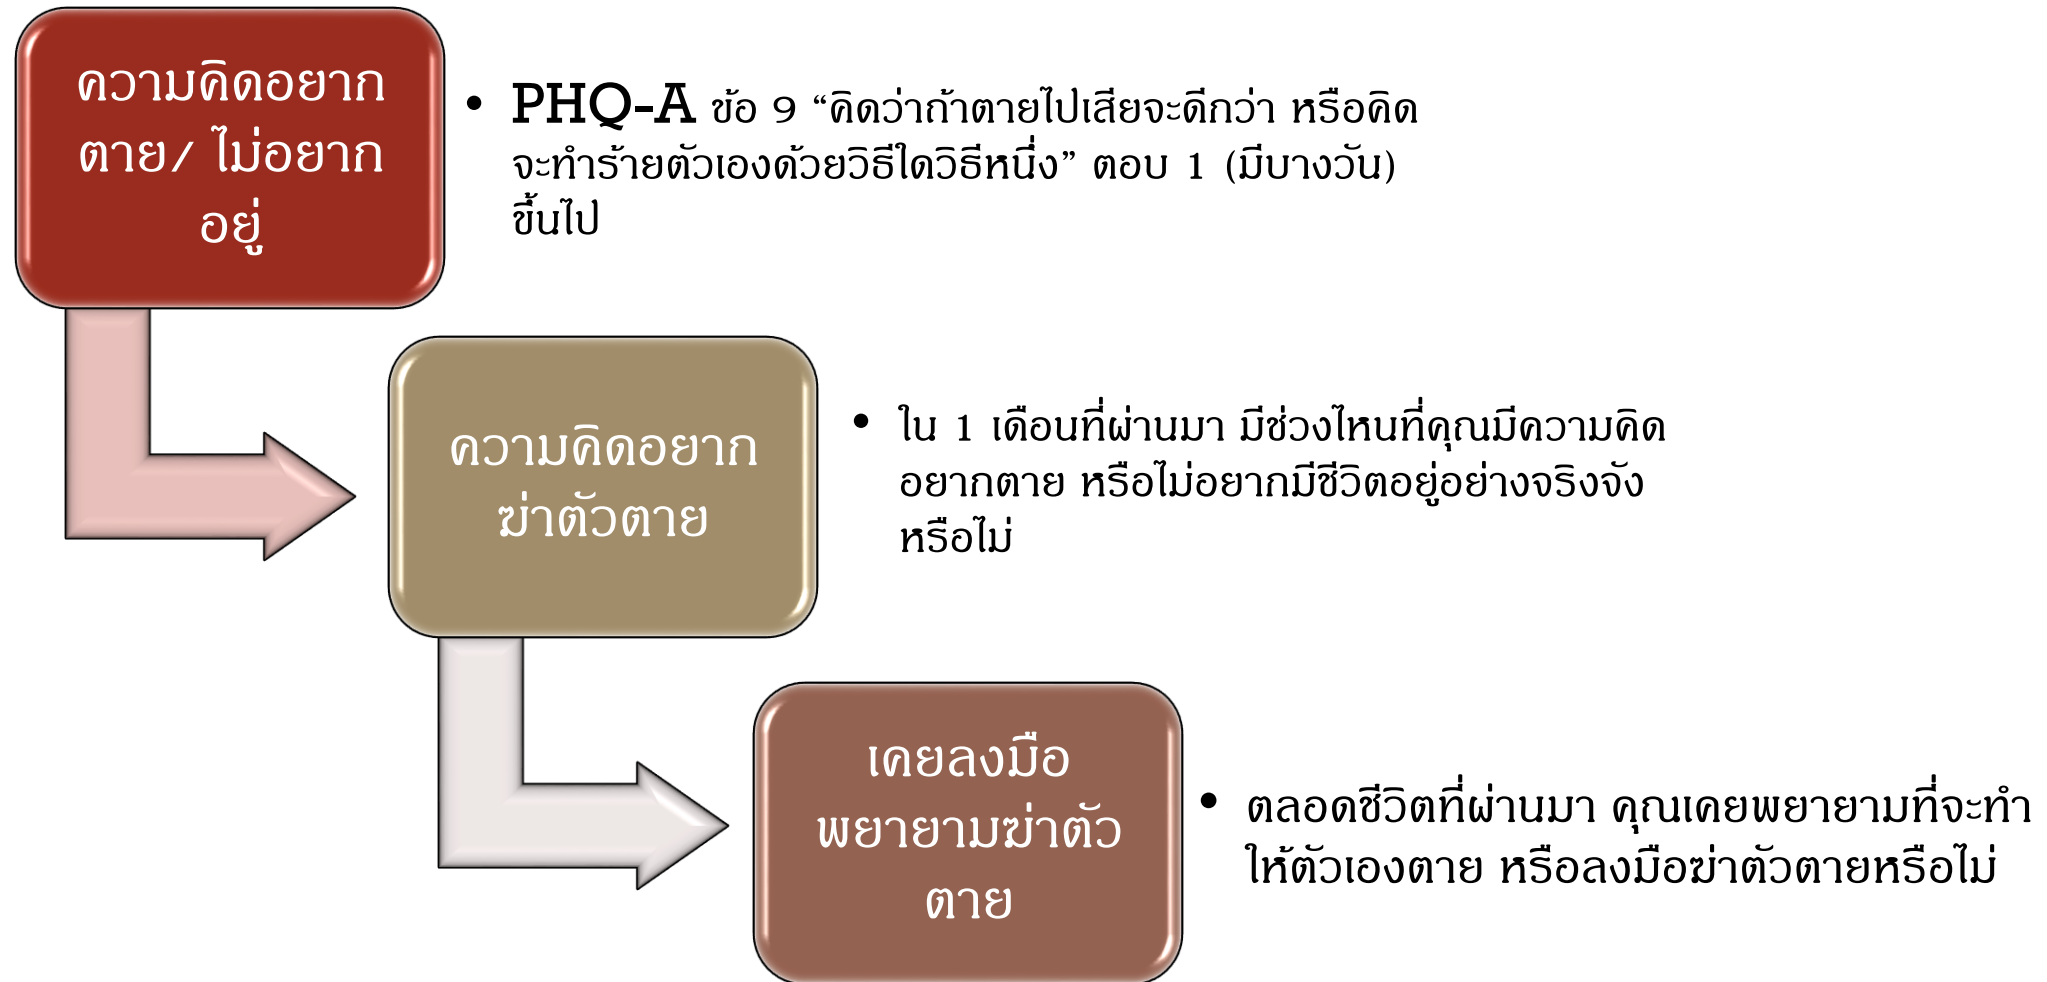 ความคิดอยาก
ตาย/ ไม่อยาก
อยู่
• PHQ-A ข้อ 9 “คิดว่าถ้าตายไปเสียจะดีกว่า หรือคิด
จะทำร้ายตัวเองด้วยวิธีใดวิธีหนึ่ง” ตอบ 1 (มีบางวัน)
ขึ้นไป
ความคิดอยาก
ฆ่าตัวตาย
• ใน 1 เดือนที่ผ่านมา มีช่วงไหนที่คุณมีความคิด
อยากตาย หรือไม่อยากมีชีวิตอยู่อย่างจริงจัง
หรือไม่
เคยลงมือ
พยายามฆ่าตัว
ตาย
• ตลอดชีวิตที่ผ่านมา คุณเคยพยายามที่จะทำ
ให้ตัวเองตาย หรือลงมือฆ่าตัวตายหรือไม่